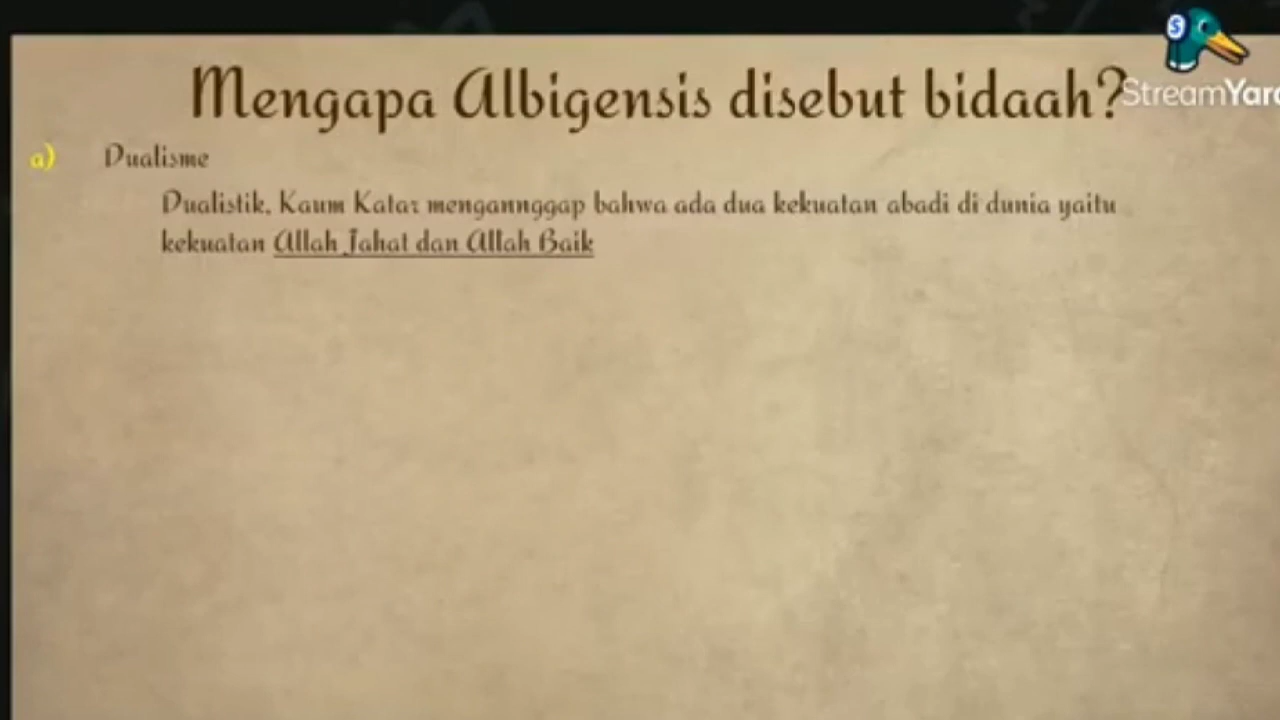 StreamYard
Mengapa Albigensis disebut bidaah?
a) Dualisme
Dualistik, Kaum Katar mengannggap bahwa ada dua kekuatan abadi di dunia yaitu
kekuatan Allah Jahat dan Allah Baik